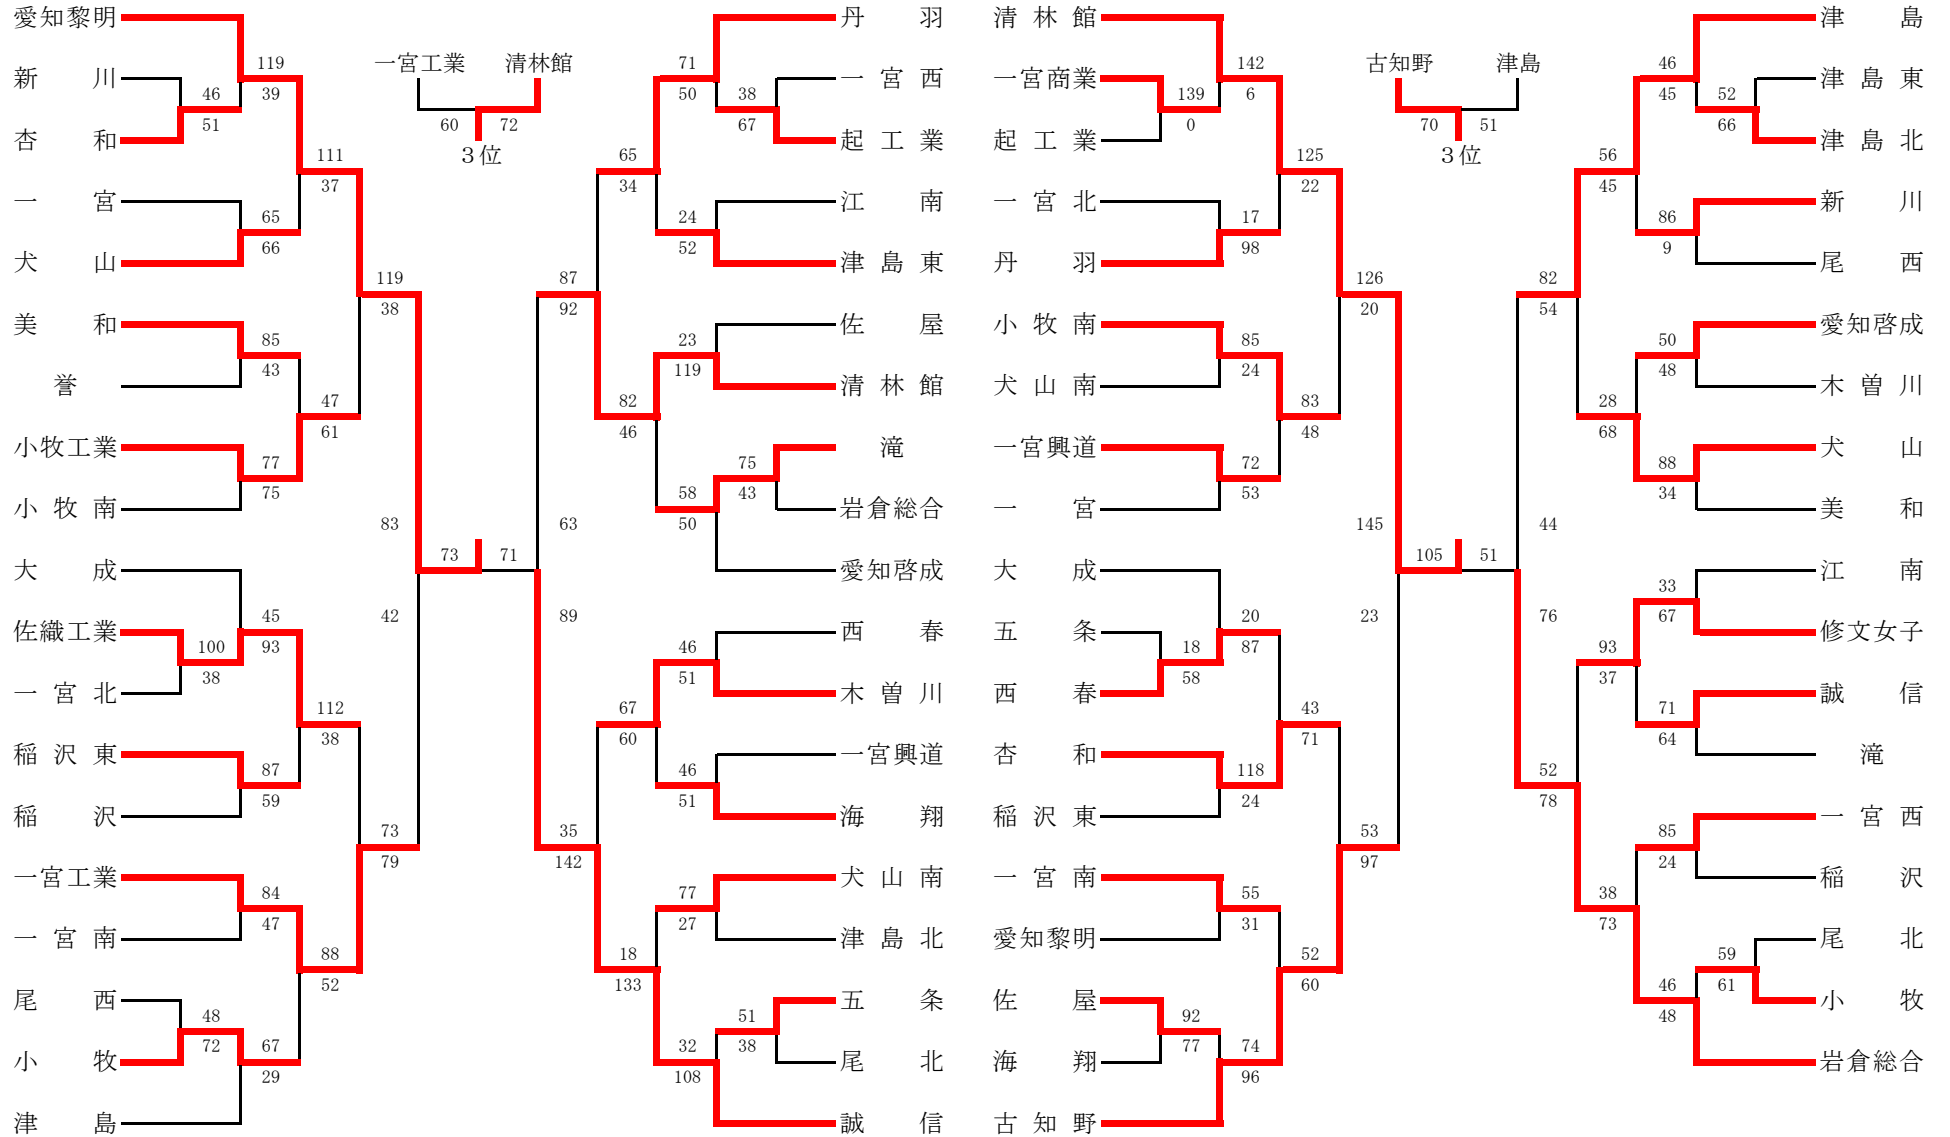 愛知黎明 丹羽 清林館 津島
119 一宮工業 清林館 71 142 古知野 津島 46
新川 39 50 一宮西 一宮商業 6 45 津島東
46 38 139 52
51 60 72 67 0 70 51 66
杏和 3位 起工業 起工業 3位 津島北
111 65 125 56
37 34 22 45
一宮 江南 一宮北 新川
65 24 17 86
66 52 98 9
犬山 津島東 丹羽 尾西
119 87 126 82
38 92 20 54
美和 佐屋 小牧南 愛知啓成
85 23 85 50
43 119 24 48
誉 清林館 犬山南 木曽川
47 82 83 28
61 46 48 68
小牧工業 滝 一宮興道 犬山
77 75 72 88
75 58 43 53 34
小牧南 岩倉総合 一宮 美和
83 63 50 145 44
73 71 105 51
大成 愛知啓成 大成 江南
33
45 20 67
42 89 23 76
佐織工業 西春 五条 修文女子
100 93 46 18 87 93
38 51 58 37
一宮北 木曽川 西春 誠信
112 67 43 71
38 60 71 64
稲沢東 一宮興道 杏和 滝
87 46 118 52
59 51 24 78
稲沢 海翔 稲沢東 一宮西
73 35 53 85
79 142 97 24
一宮工業 犬山南 一宮南 稲沢
84 77 55 38
47 27 31 73
一宮南 津島北 愛知黎明 尾北
88 18 52 59
52 133 60 61
尾西 五条 佐屋 小牧
48 51 92 46
72 67 32 38 77 74 48
小牧 尾北 海翔 岩倉総合
29 108 96
津島 誠信 古知野